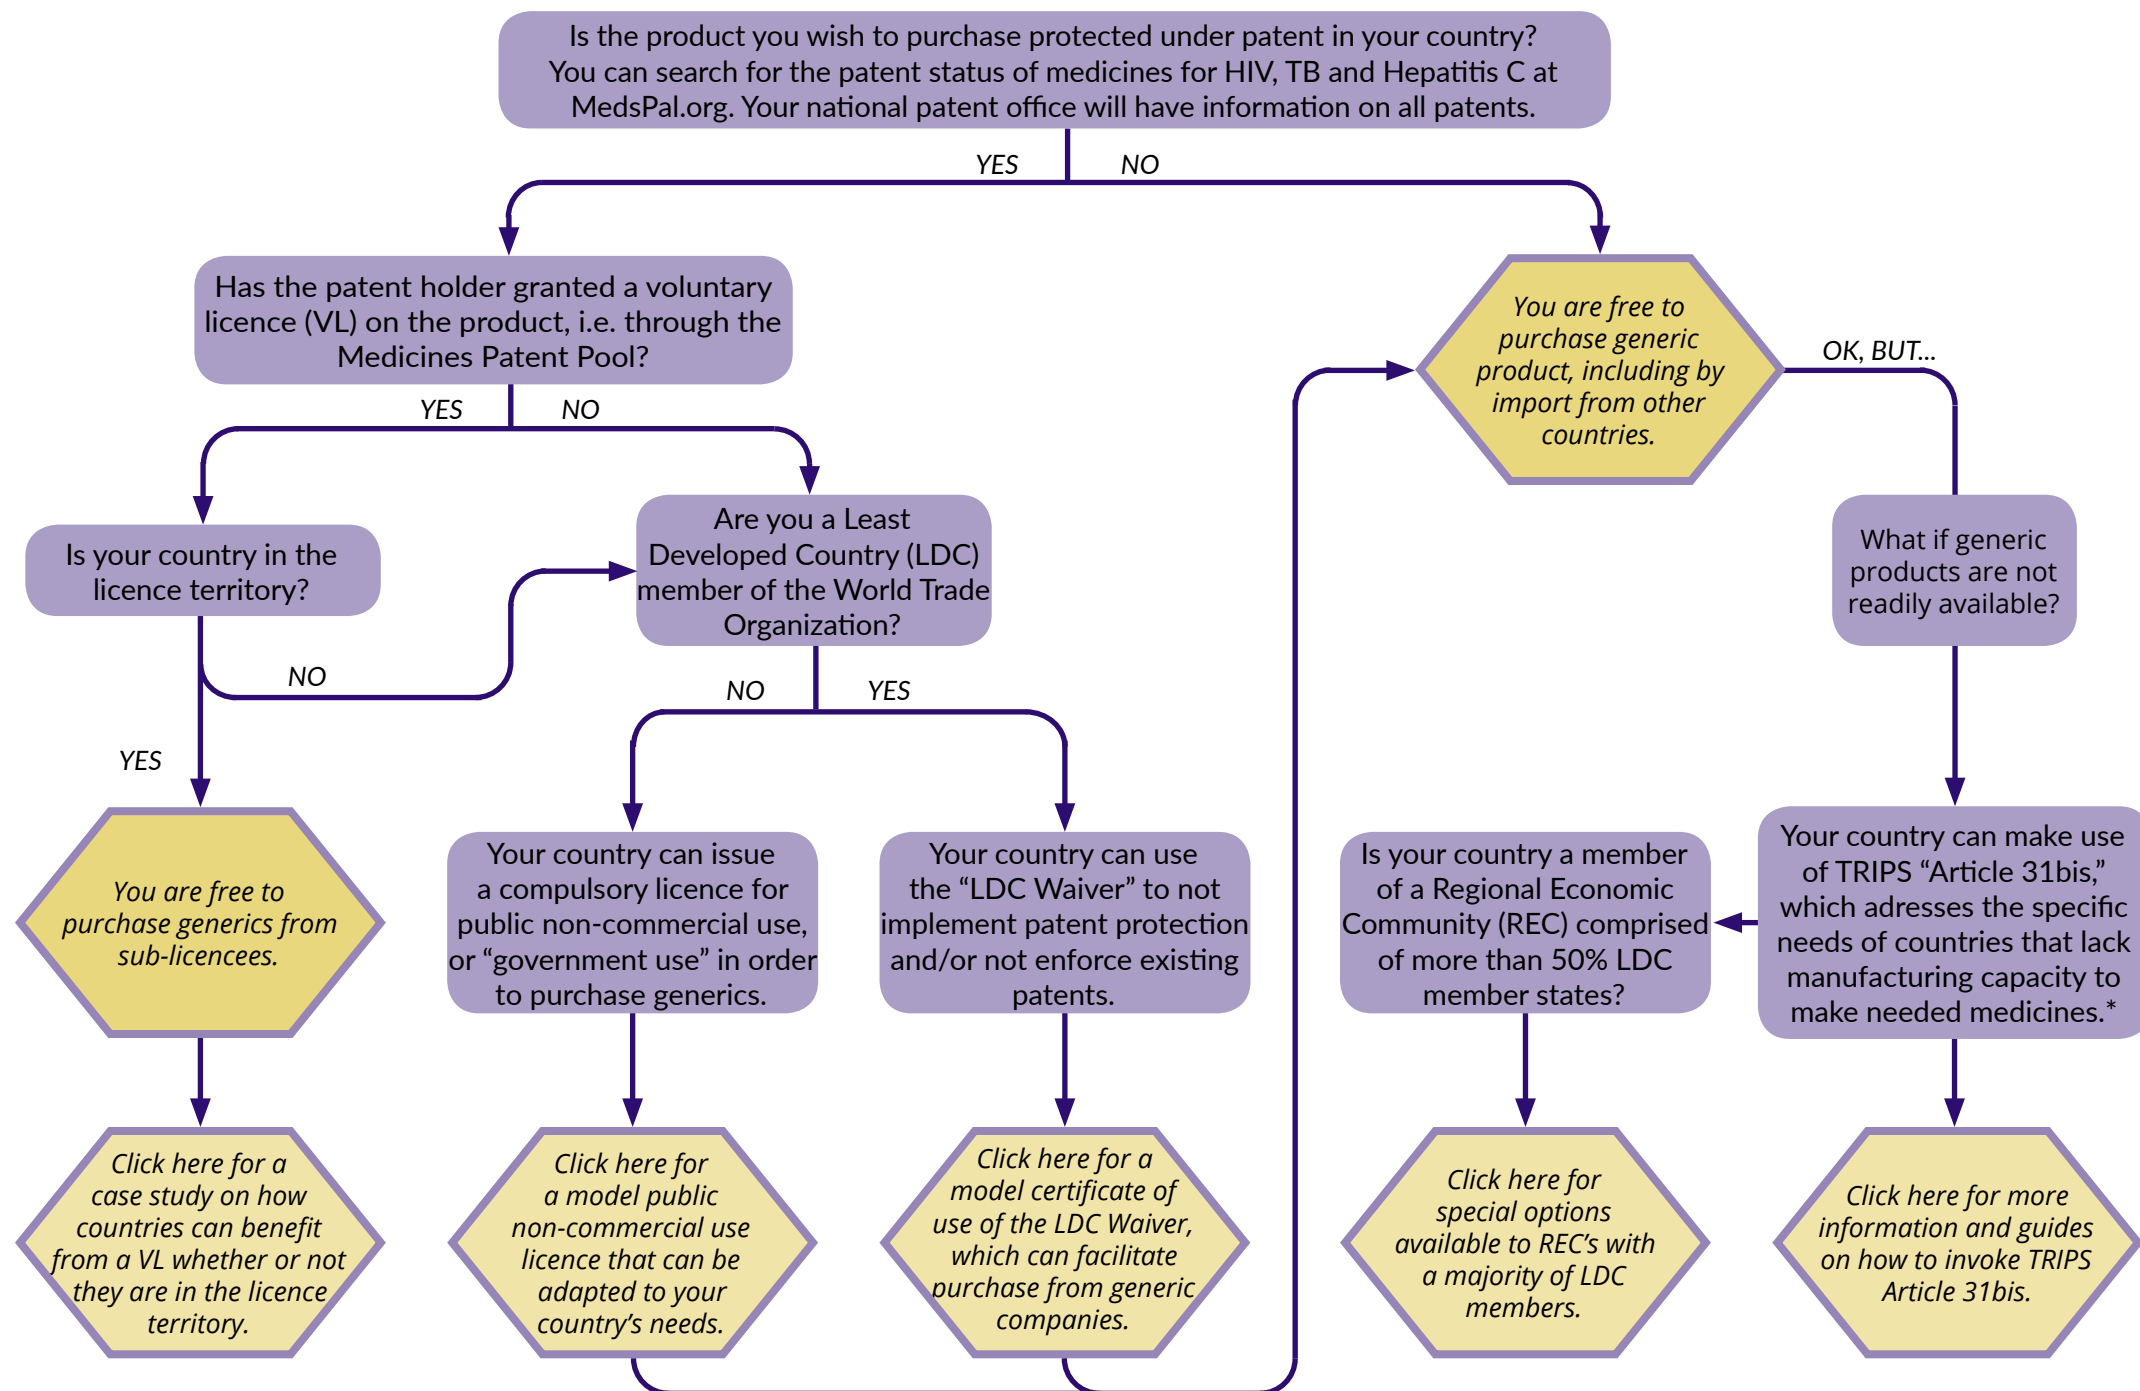 Is the product you wish to purchase protected under patent in your country?
You can search for the patent status of medicines for HIV, TB and Hepatitis C at
MedsPal.org. Your national patent office will have information on all patents.
YES
NO
Has the patent holder granted a voluntary
licence (VL) on the product, i.e. through the
Medicines Patent Pool?
You are free to
purchase generic
product, including by
import from other
countries.
OK, BUT...
YES
NO
Is your country in the
licence territory?
Are you a Least
Developed Country (LDC)
member of the World Trade
Organization?
What if generic
products are not
readily available?
NO
YES
NO
YES
You are free to
purchase generics from
sub-licencees.
Your country can issue
a compulsory licence for
public non-commercial use,
or “government use” in order
to purchase generics.
Your country can use
the “LDC Waiver” to not
implement patent protection
and/or not enforce existing
patents.
Is your country a member
of a Regional Economic
Community (REC) comprised
of more than 50% LDC
member states?
Your country can make use
of TRIPS “Article 31bis,”
which adresses the specific
needs of countries that lack
manufacturing capacity to
make needed medicines.*
Click here for a
case study on how
countries can benefit
from a VL whether or not
they are in the licence
territory.
Click here for
a model public
non-commercial use
licence that can be
adapted to your
country’s needs.
Click here for a
model certificate of
use of the LDC Waiver,
which can facilitate
purchase from generic
companies.
Click here for
special options
available to REC’s with
a majority of LDC
members.
Click here for more
information and guides
on how to invoke TRIPS
Article 31bis.